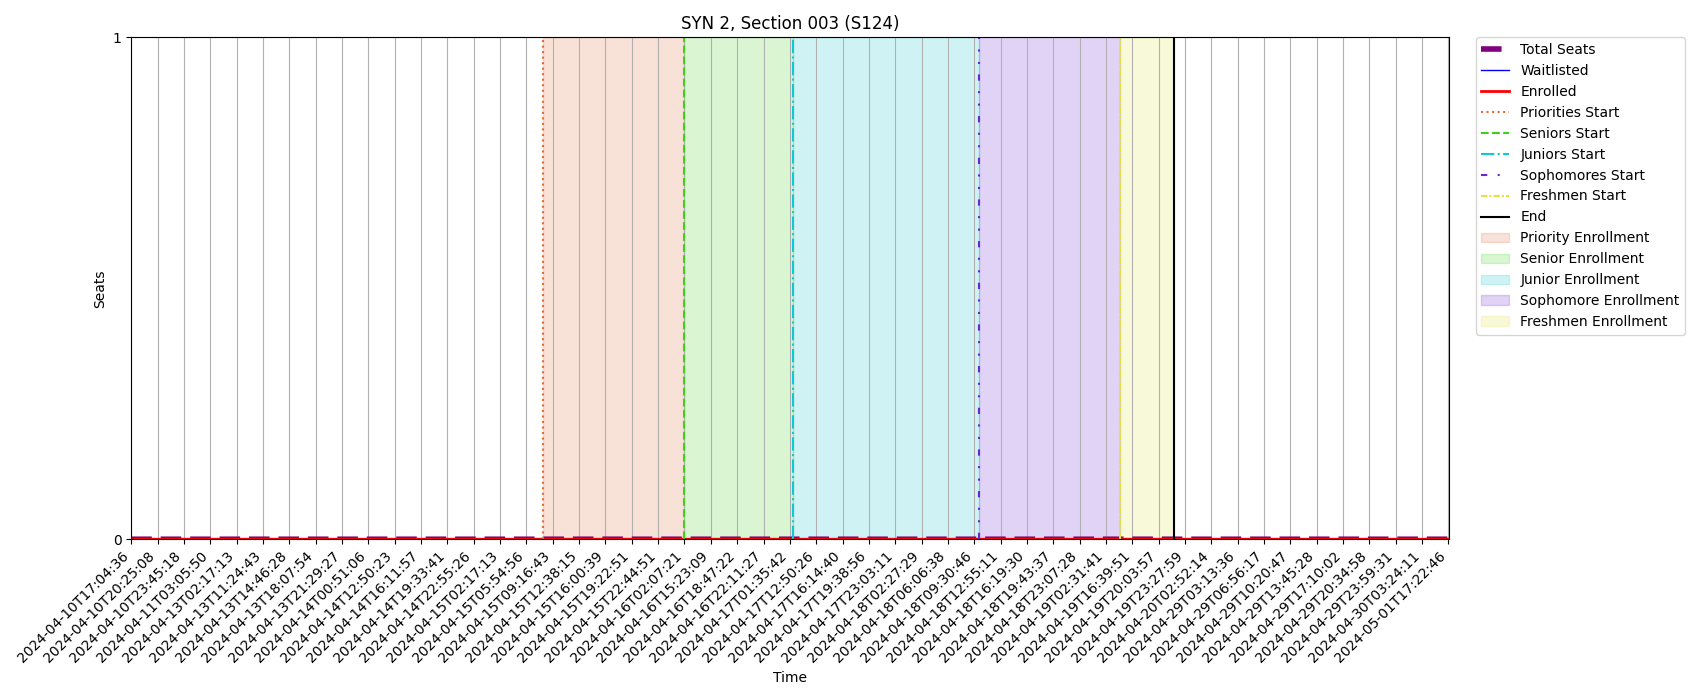 SYN 2, Section 003 (S124)
1
0
Seats
2024-04-10T17:04:36
2024-04-10T20:25:08
2024-04-10T23:45:18
2024-04-11T03:05:50
2024-04-13T02:17:13
2024-04-13T11:24:43
2024-04-13T14:46:28
2024-04-13T18:07:54
2024-04-13T21:29:27
2024-04-14T00:51:06
2024-04-14T12:50:23
2024-04-14T16:11:57
2024-04-14T19:33:41
2024-04-14T22:55:26
2024-04-15T02:17:13
2024-04-15T05:54:56
2024-04-15T09:16:43
2024-04-15T12:38:15
2024-04-15T16:00:39
2024-04-15T19:22:51
2024-04-15T22:44:51
2024-04-16T02:07:21
2024-04-16T15:23:09
2024-04-16T18:47:22
2024-04-16T22:11:27
2024-04-17T01:35:42
2024-04-17T12:50:26
2024-04-17T16:14:40
2024-04-17T19:38:56
2024-04-17T23:03:11
2024-04-18T02:27:29
2024-04-18T06:06:38
2024-04-18T09:30:46
2024-04-18T12:55:11
2024-04-18T16:19:30
2024-04-18T19:43:37
2024-04-18T23:07:28
2024-04-19T02:31:41
2024-04-19T16:39:51
2024-04-19T20:03:57
2024-04-19T23:27:59
2024-04-20T02:52:14
2024-04-29T03:13:36
2024-04-29T06:56:17
2024-04-29T10:20:47
2024-04-29T13:45:28
2024-04-29T17:10:02
2024-04-29T20:34:58
2024-04-29T23:59:31
2024-04-30T03:24:11
2024-05-01T17:22:46
Time
Total Seats
Waitlisted
Enrolled
Priorities Start
Seniors Start
Juniors Start
Sophomores Start
Freshmen Start
End
Priority Enrollment
Senior Enrollment
Junior Enrollment
Sophomore Enrollment
Freshmen Enrollment